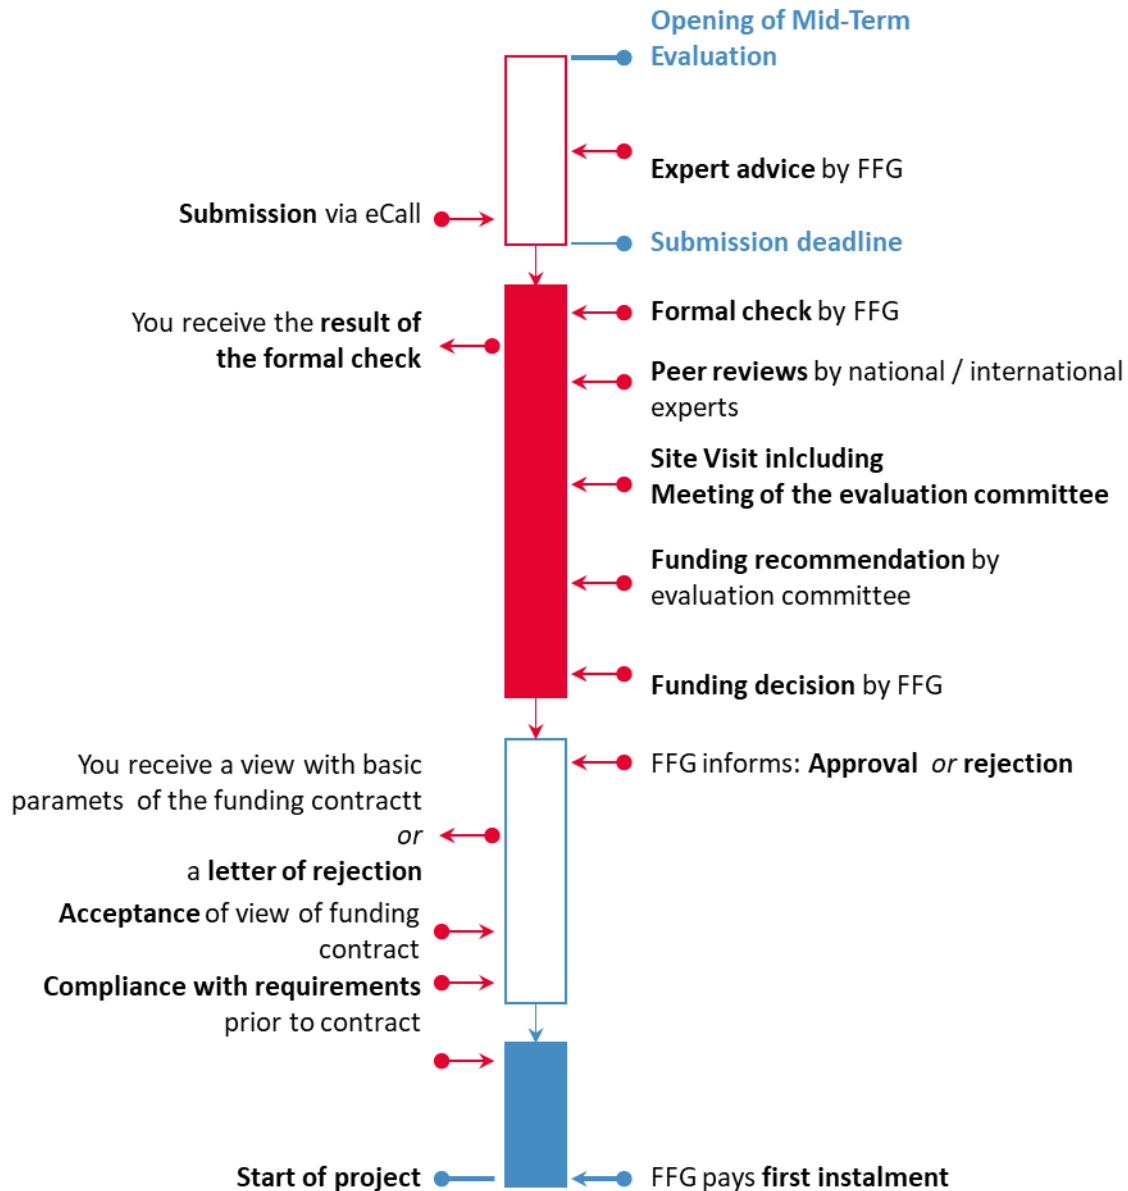 Opening of Mid-Term
Evaluation
Expert advice by FFG
Submission via eCall
Submission deadline
Formal check by FFG
You receive the result of
the formal check
Peer reviews by national / international
experts
Site Visit inlcluding
Meeting of the evaluation committee
Funding recommendation by
evaluation committee
Funding decision by FFG
FFG informs: Approval or rejection
You receive a view with basic
paramets of the funding contractt
or
a letter of rejection
Acceptance of view of funding
contract
Compliance with requirements
prior to contract
Start of project
FFG pays first instalment